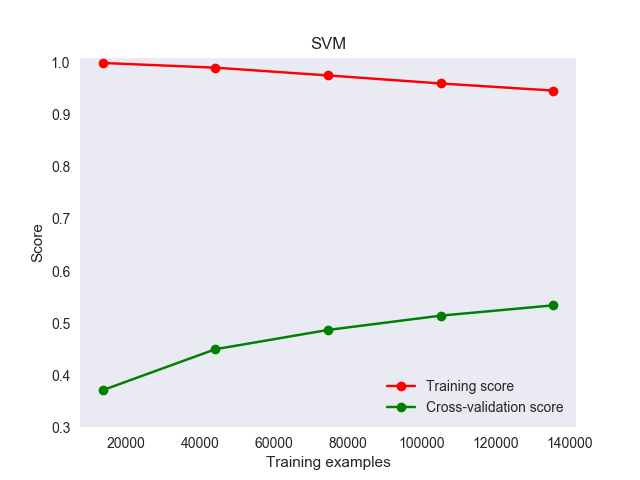 SVM
1.0
0.9
0.8
0.7
0.6
0.5
0.4
0.3
Score
Training score
Cross-validation score
20000 40000 60000 80000 100000 120000 140000
Training examples